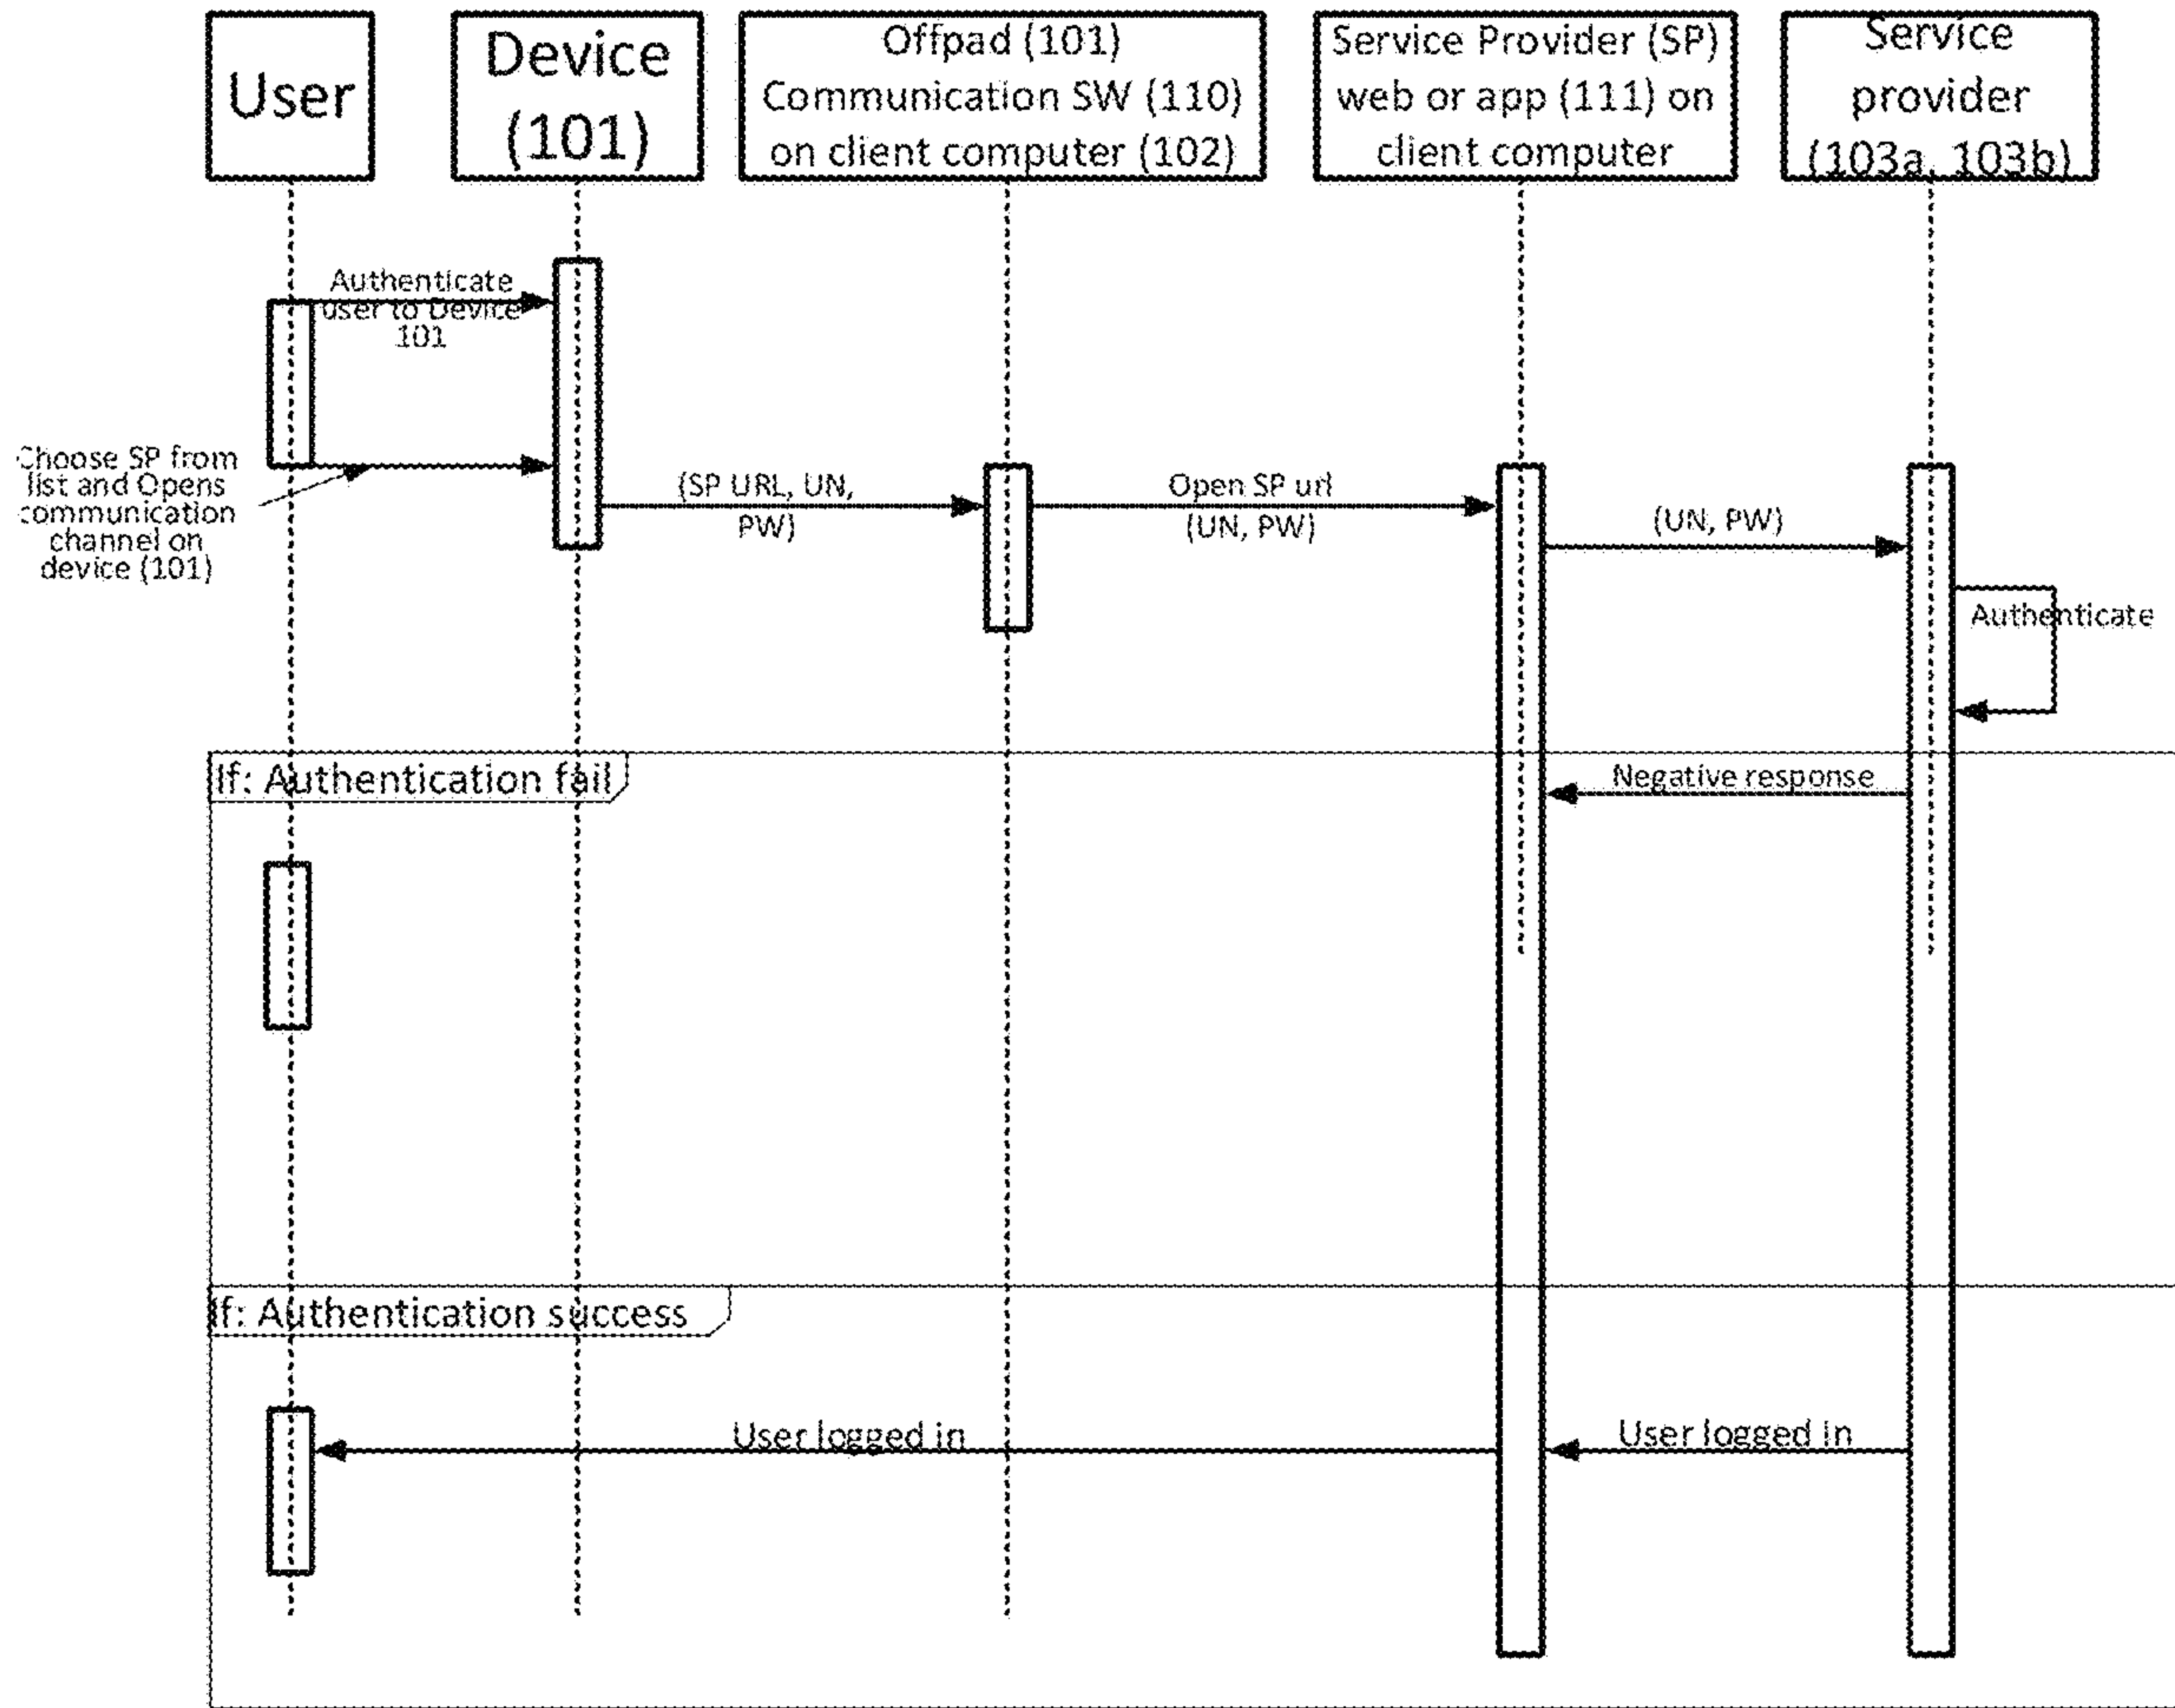 User
Device
(101)
Offpad (101)
Communication SW (110)
on client computer (102)
Service Provider (SP)
web or app (111) on
client computer
Service
provider
(103a, 103b)
Authenticate
user to Device
101
Choose SP from
list and Opens
communication
channel on
device (101)
(SP URL, UN,
PW)
Open SP url
(UN, PW)
(UN, PW)
Authenticate
If: Authentication fail
Negative response
If: Authentication success
User logged in
User logged in